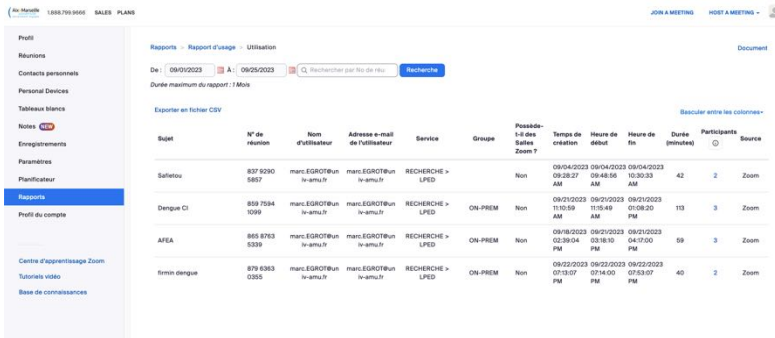 Aix-Marseille
1.888.799.9666 SALES PLANS
JOIN A MEETING HOST A MEETING
Profil
Réunions
Contacts personnels
Personal Devices
Tableaux blancs
Notes NEW
Enregistrements
Paramètres
Planificateur
Rapports
Profil du compte
Centre d'apprentissage Zoom
Tutoriels vidéo
Base de connaissances
Rapports > Rapport d'usage > Utilisation
Document
De : 09/01/2023 À : 09/25/2023 Rechercher par No de réu Recherche
Durée maximum du rapport : 1 Mois
Exporter en fichier CSV
Basculer entre les colonnes
Sujet N° de réunion Nom d'utilisateur Adresse e-mail de l'utilisateur Service Groupe Possède-t-il des Salles Zoom ? Temps de création Heure de début Heure de fin Durée (minutes) Participants Source
Safietou 837 9290 5857 marc.EGROT@univ-amu.fr marc.EGROT@univ-amu.fr RECHERCHE > LPED Non 09/04/2023 09:28:27 AM 09/04/2023 09:48:56 AM 09/04/2023 10:30:33 AM 42 2 Zoom
Dengue CI 859 7594 1099 marc.EGROT@univ-amu.fr marc.EGROT@univ-amu.fr RECHERCHE > LPED ON-PREM Non 09/21/2023 11:10:59 AM 09/21/2023 11:15:49 AM 09/21/2023 01:08:20 PM 113 3 Zoom
AFEA 865 8763 5339 marc.EGROT@univ-amu.fr marc.EGROT@univ-amu.fr RECHERCHE > LPED ON-PREM Non 09/18/2023 02:39:04 PM 09/21/2023 03:18:10 PM 09/21/2023 04:17:00 PM 59 3 Zoom
firmin dengue 879 6363 0355 marc.EGROT@univ-amu.fr marc.EGROT@univ-amu.fr RECHERCHE > LPED ON-PREM Non 09/22/2023 07:13:07 PM 09/22/2023 07:14:00 PM 09/22/2023 07:53:07 PM 40 2 Zoom